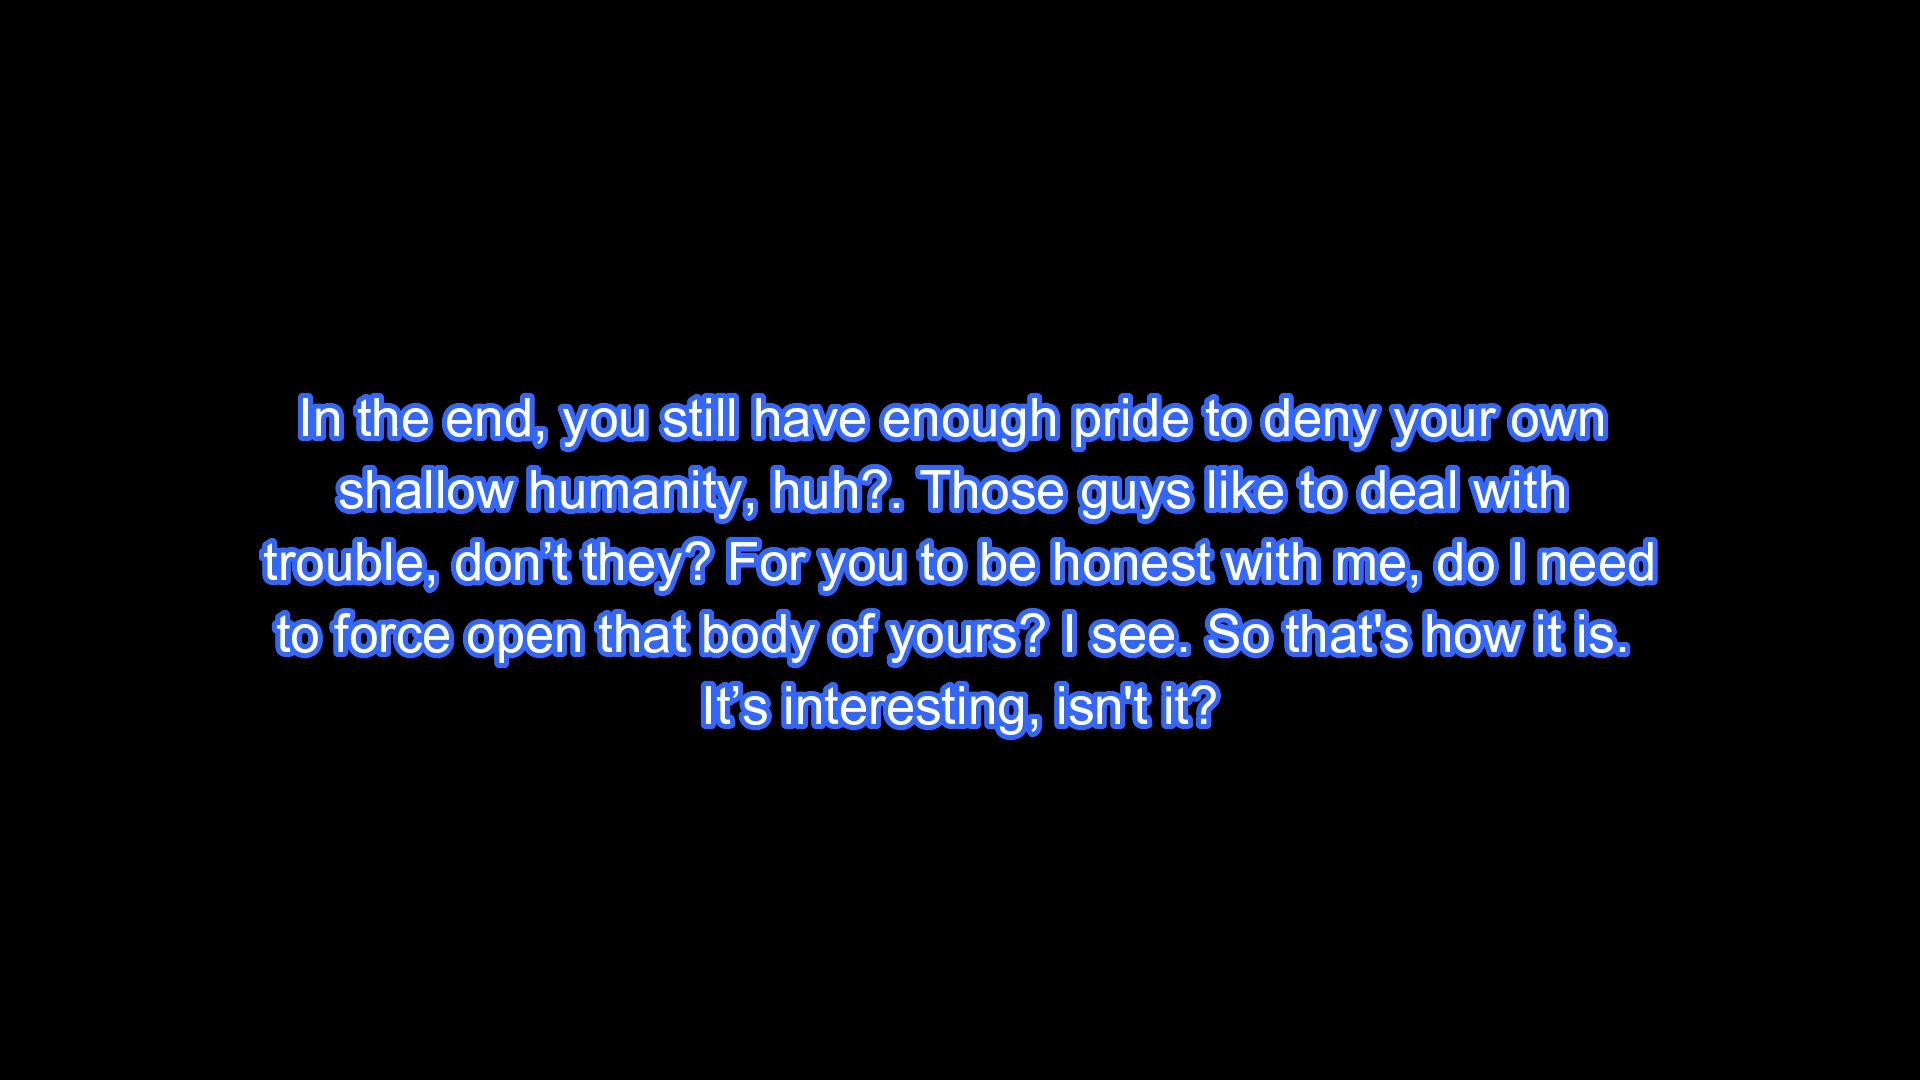 In the end, you still have enough pride to deny your own
shallow humanity, huh?. Those guys like to deal with
trouble, don’t they? For you to be honest with me, do I need
to force open that body of yours? I see. So that's how it is.
It’s interesting, isn't it?